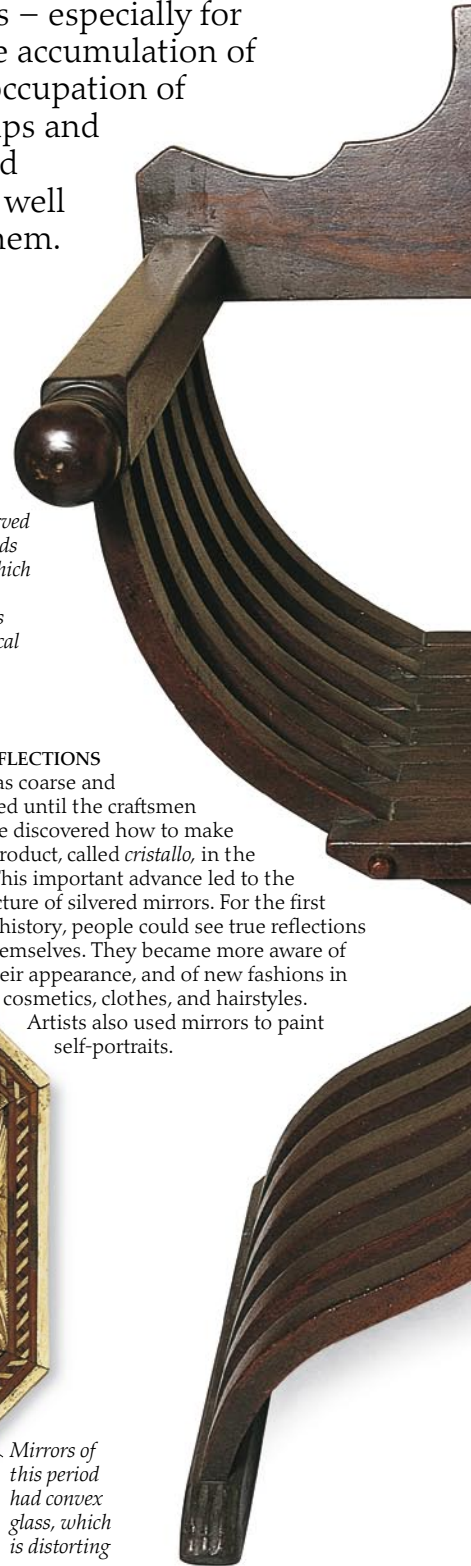 s – especially for
e accumulation of
occupation of
ps and
d
well
hem.
rved
ds
hich
s
cal
FLECTIONS
as coarse and
ed until the craftsmen
e discovered how to make
roduct, called cristallo, in the
This important advance led to the
cture of silvered mirrors. For the first
history, people could see true reflections
emselves. They became more aware of
eir appearance, and of new fashions in
cosmetics, clothes, and hairstyles.
Artists also used mirrors to paint
self-portraits.
Mirrors of
this period
had convex
glass, which
is distorting